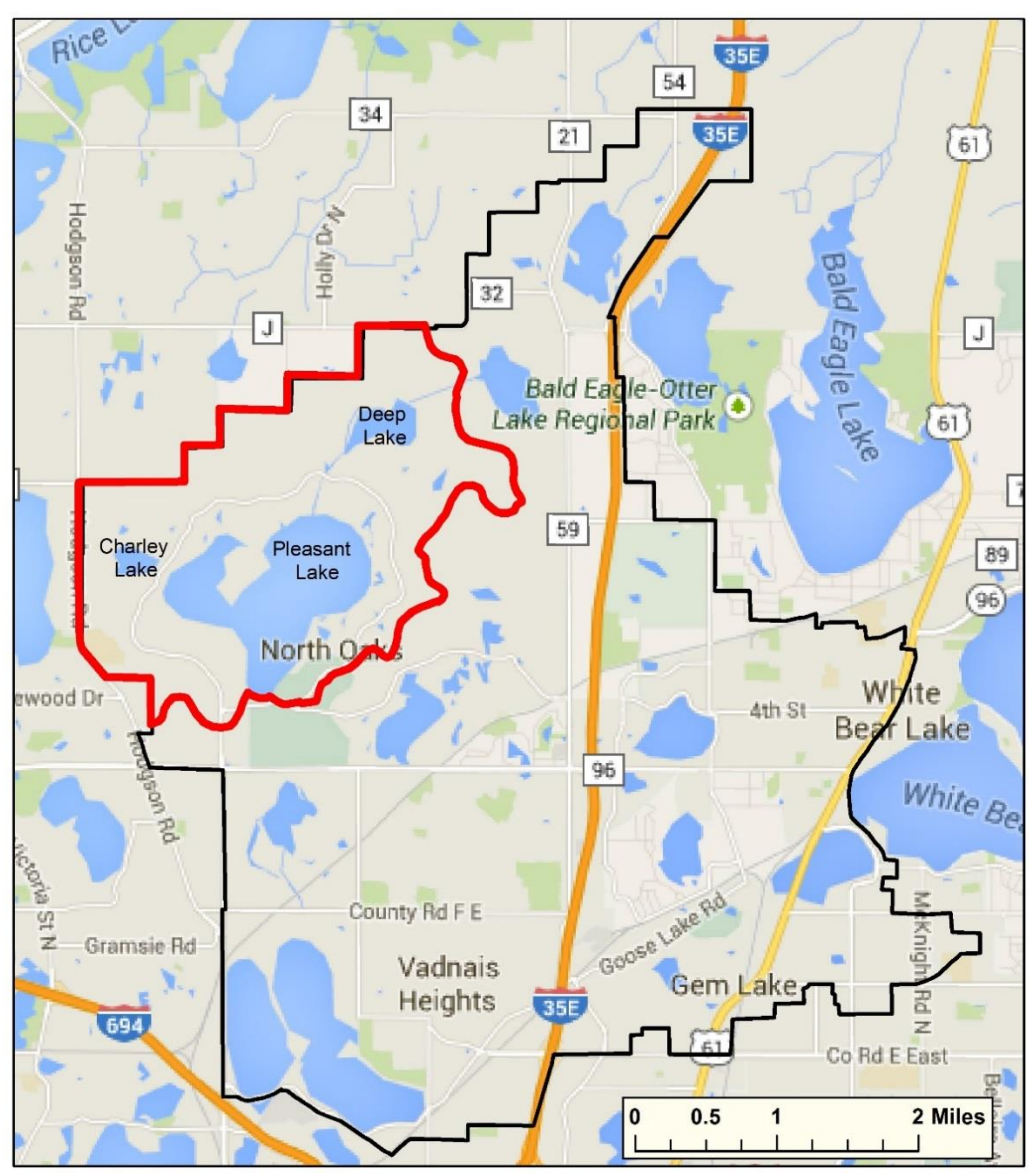 Rice L
35E
54
34
21
35E
61
Hodgson Rd
Holly Dr N
32
J
J
Bald Eagle Lake
Bald Eagle-Otter
Lake Regional Park
Deep
Lake
61
59
Charley
Lake
Pleasant
Lake
Hodgson Rd
89
96
North Oaks
ewood Dr
4th St
White
Bear Lake
Hodgson Rd
96
White Be
Victoria St N
County Rd F E
Goose Lake Rd
McKnight Rd N
Gramsie Rd
Vadnais
Heights
Gem Lake
35E
694
61
Co Rd E East
0 0.5 1 2 Miles